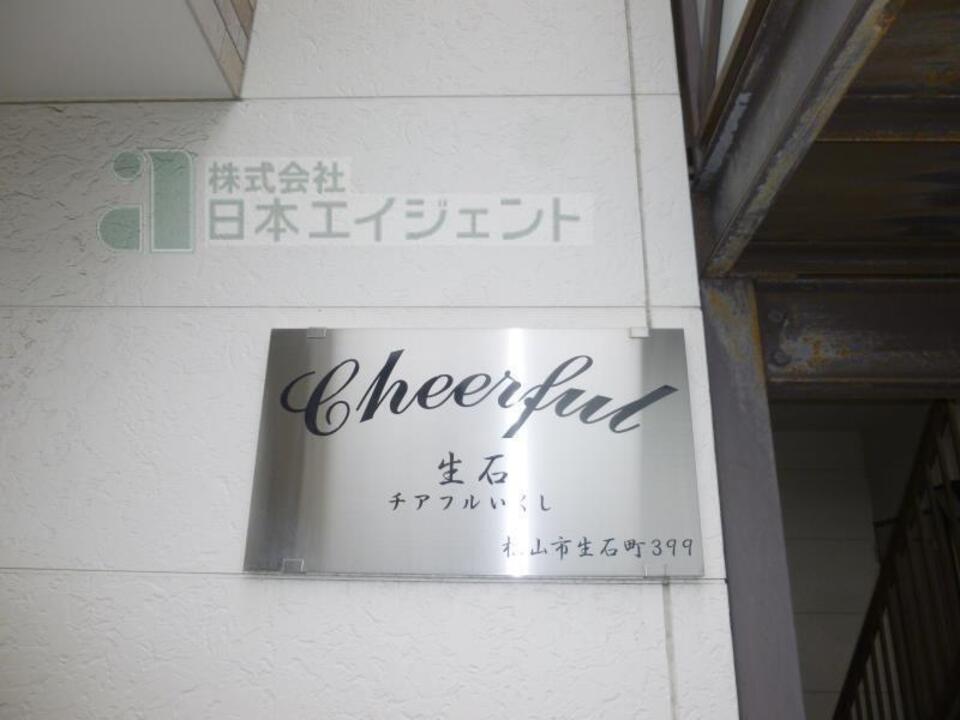 株式会社
日本エイジェント
Cheerful
生石
チアフルいくし
松山市生石町399